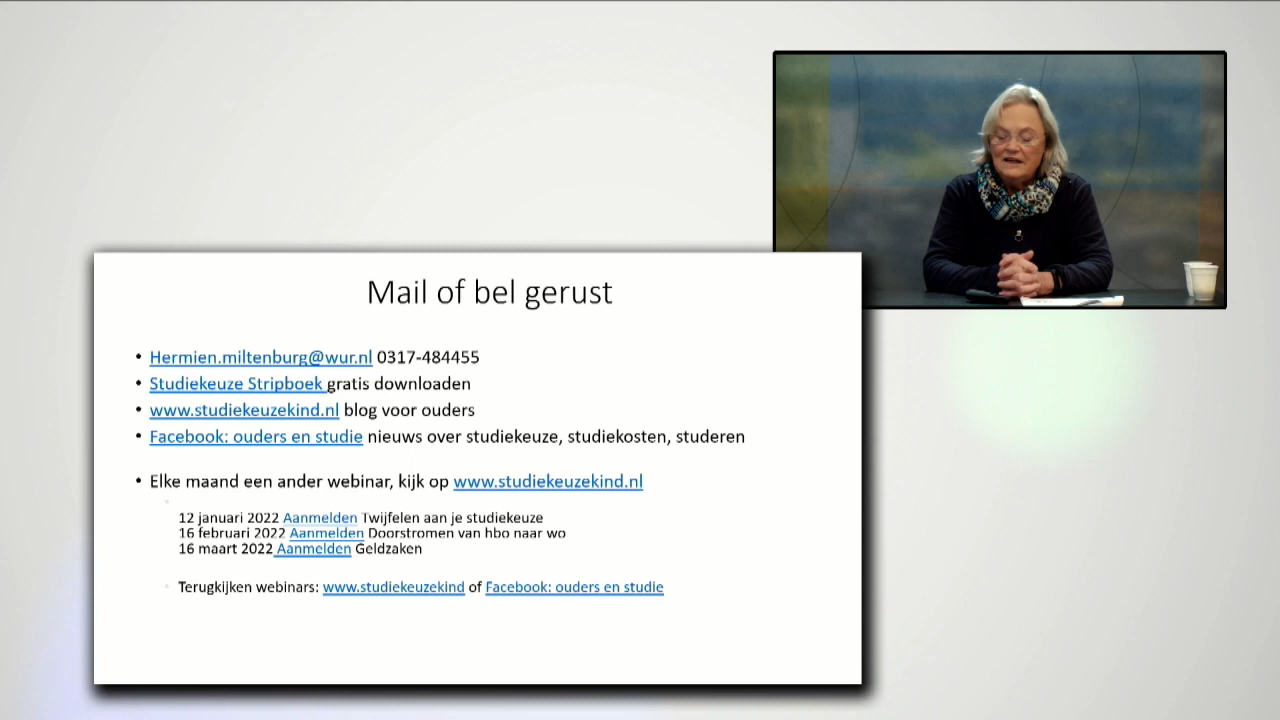 Mail of bel gerust
• Hermien.miltenburg@wur.nl 0317-484455
• Studiekeuze Stripboek gratis downloaden
• www.studiekeuzekind.nl blog voor ouders
• Facebook: ouders en studie nieuws over studiekeuze, studiekosten, studeren
• Elke maand een ander webinar, kijk op www.studiekeuzekind.nl
12 januari 2022 Aanmelden Twijfelen aan je studiekeuze
16 februari 2022 Aanmelden Doorstromen van hbo naar wo
16 maart 2022 Aanmelden Geldzaken
• Terugkijken webinars: www.studiekeuzekind of Facebook: ouders en studie